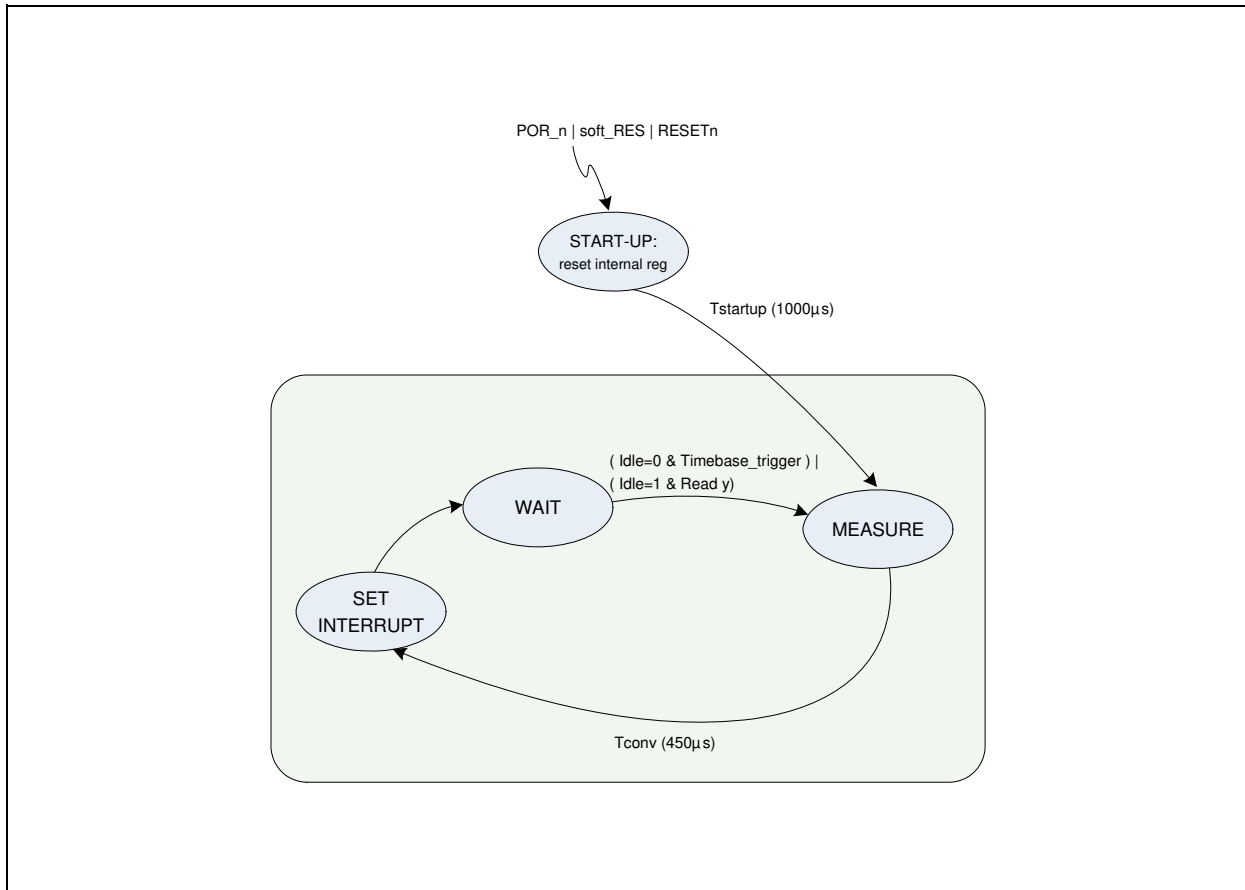 POR_n | soft_RES | RESETn
START-UP:
reset internal reg
Tstartup (1000µs)
( Idle=0 & Timebase_trigger ) |
( Idle=1 & Read y)
WAIT
MEASURE
SET
INTERRUPT
Tconv (450µs)